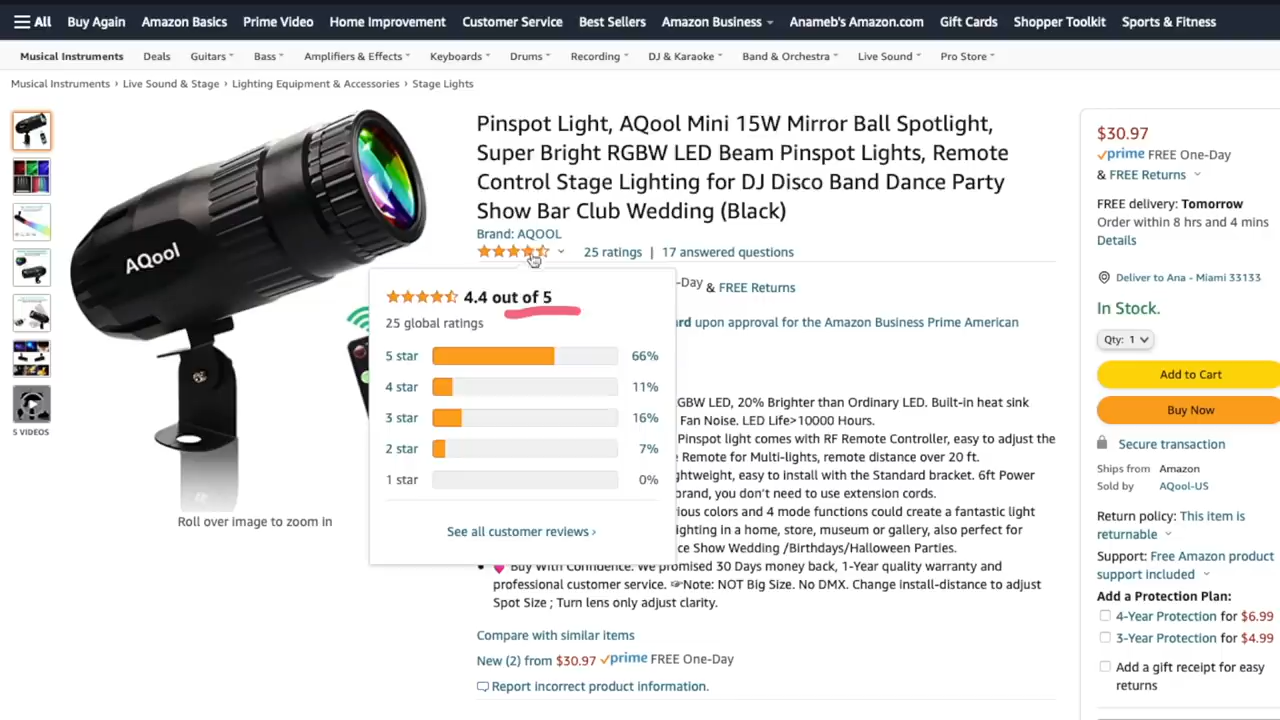 All Buy Again Amazon Basics Prime Video Home Improvement Customer Service Best Sellers Amazon Business Anameb's Amazon.com Gift Cards Shopper Toolkit Sports & Fitness
Musical Instruments Deals Guitars Bass Amplifiers & Effects Keyboards Drums Recording DJ & Karaoke Band & Orchestra Live Sound Pro Store
Musical Instruments › Live Sound & Stage › Lighting Equipment & Accessories › Stage Lights
AQool
5 VIDEOS
Roll over image to zoom in
Pinspot Light, AQool Mini 15W Mirror Ball Spotlight,
Super Bright RGBW LED Beam Pinspot Lights, Remote
Control Stage Lighting for DJ Disco Band Dance Party
Show Bar Club Wedding (Black)
Brand: AQOOL
25 ratings | 17 answered questions
-Day & FREE Returns
upon approval for the Amazon Business Prime American
4.4 out of 5
25 global ratings
5 star 66%
4 star 11%
3 star 16%
2 star 7%
1 star 0%
See all customer reviews ›
GBW LED, 20% Brighter than Ordinary LED. Built-in heat sink
Fan Noise. LED Life>10000 Hours.
Pinspot light comes with RF Remote Controller, easy to adjust the
Remote for Multi-lights, remote distance over 20 ft.
ghtweight, easy to install with the Standard bracket. 6ft Power
brand, you don't need to use extension cords.
ious colors and 4 mode functions could create a fantastic light
ighting in a home, store, museum or gallery, also perfect for
ce Show Wedding /Birthdays/Halloween Parties.
Buy With Confidence. We promised 30 Days money back, 1-Year quality warranty and
professional customer service. ☞Note: NOT Big Size. No DMX. Change install-distance to adjust
Spot Size ; Turn lens only adjust clarity.
Compare with similar items
New (2) from $30.97 prime FREE One-Day
Report incorrect product information.
$30.97
prime FREE One-Day
& FREE Returns
FREE delivery: Tomorrow
Order within 8 hrs and 4 mins
Details
Deliver to Ana - Miami 33133
In Stock.
Qty: 1
Add to Cart
Buy Now
Secure transaction
Ships from Amazon
Sold by AQool-US
Return policy: This item is
returnable
Support: Free Amazon product
support included
Add a Protection Plan:
4-Year Protection for $6.99
3-Year Protection for $4.99
Add a gift receipt for easy
returns